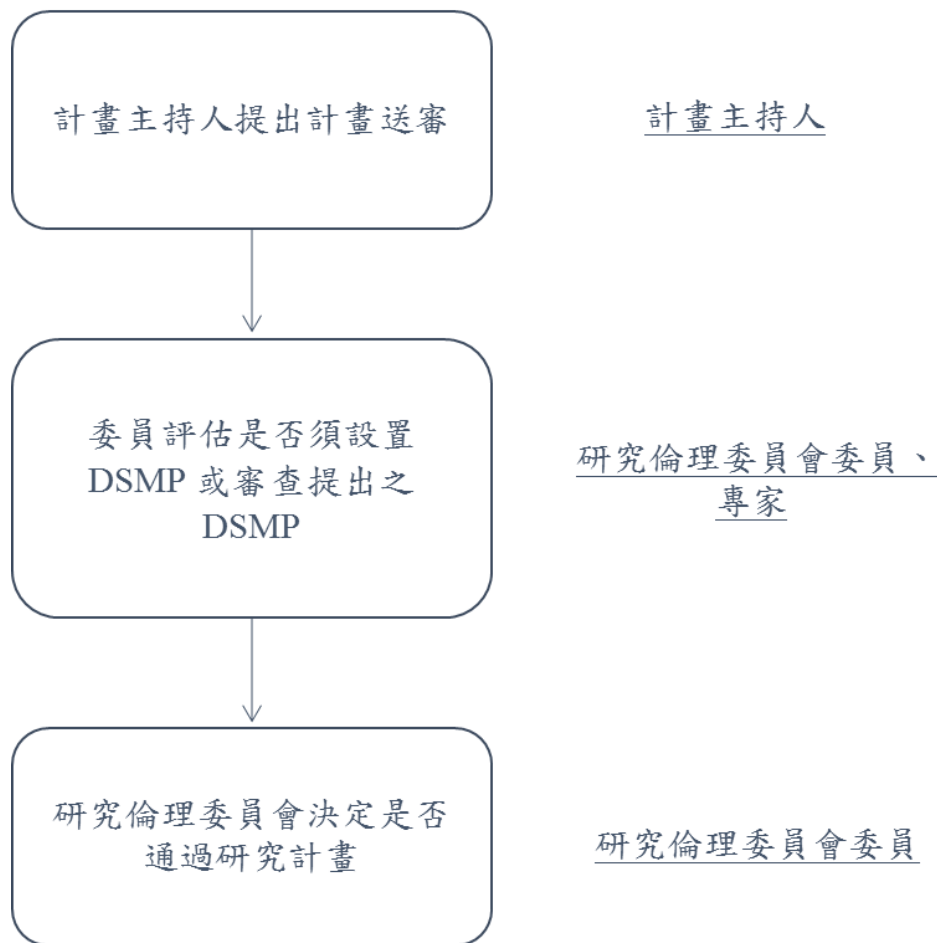 計畫主持人提出計畫送審
計畫主持人
委員評估是否須設置
DSMP 或審查提出之
DSMP
研究倫理委員會委員、
專家
研究倫理委員會決定是否
通過研究計畫
研究倫理委員會委員